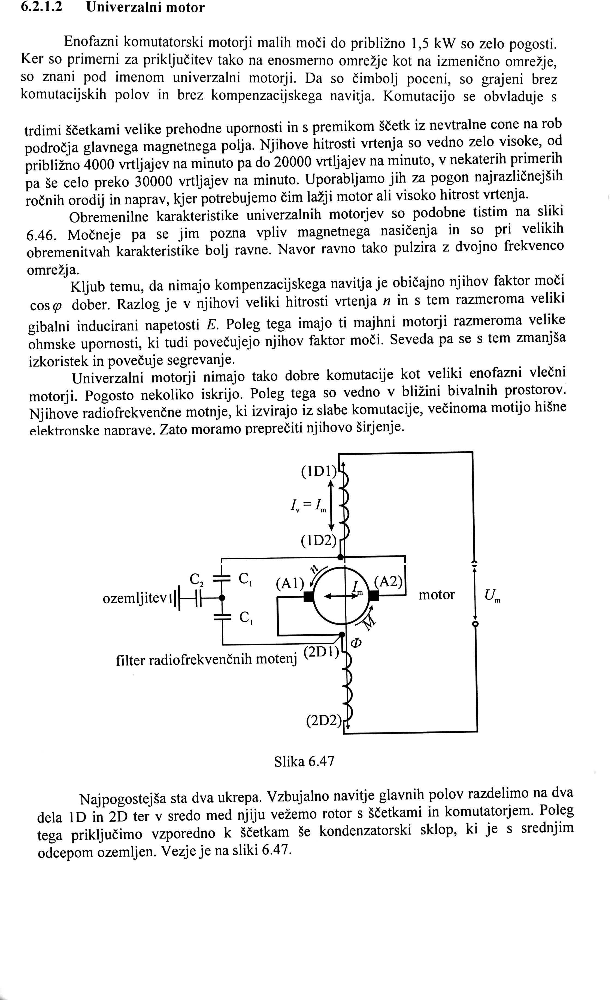 6.2.1.2 Univerzalni motor
Enofazni komutatorski motorji malih moči do približno 1,5 kW so zelo pogosti.
Ker so primerni za priključitev tako na enosmerno omrežje kot na izmenično omrežje,
so znani pod imenom univerzalni motorji. Da so čimbolj poceni, so grajeni brez
komutacijskih polov in brez kompenzacijskega navitja. Komutacijo se obvladuje s
trdimi ščetkami velike prehodne upornosti in s premikom ščetk iz nevtralne cone na rob
področja glavnega magnetnega polja. Njihove hitrosti vrtenja so vedno zelo visoke, od
približno 4000 vrtljajev na minuto pa do 20000 vrtljajev na minuto, v nekaterih primerih
pa še celo preko 30000 vrtljajev na minuto. Uporabljamo jih za pogon najrazličnejših
ročnih orodij in naprav, kjer potrebujemo čim lažji motor ali visoko hitrost vrtenja.
Obremenilne karakteristike univerzalnih motorjev so podobne tistim na sliki
6.46. Močneje pa se jim pozna vpliv magnetnega nasičenja in so pri velikih
obremenitvah karakteristike bolj ravne. Navor ravno tako pulzira z dvojno frekvenco
omrežja.
Kljub temu, da nimajo kompenzacijskega navitja je običajno njihov faktor moči
cos φ dober. Razlog je v njihovi veliki hitrosti vrtenja n in s tem razmeroma veliki
gibalni inducirani napetosti E. Poleg tega imajo ti majhni motorji razmeroma velike
ohmske upornosti, ki tudi povečujejo njihov faktor moči. Seveda pa se s tem zmanjša
izkoristek in povečuje segrevanje.
Univerzalni motorji nimajo tako dobre komutacije kot veliki enofazni vlečni
motorji. Pogosto nekoliko iskrijo. Poleg tega so vedno v bližini bivalnih prostorov.
Njihove radiofrekvenčne motnje, ki izvirajo iz slabe komutacije, večinoma motijo hišne
elektronske naprave. Zato moramo preprečiti njihovo širjenje.
(1D1)
Iv = Im
(1D2)
n
C2 C1 (A1) Im (A2)
ozemljitev motor Um
C1 M
Φ
filter radiofrekvenčnih motenj (2D1)
(2D2)
Slika 6.47
Najpogostejša sta dva ukrepa. Vzbujalno navitje glavnih polov razdelimo na dva
dela 1D in 2D ter v sredo med njiju vežemo rotor s ščetkami in komutatorjem. Poleg
tega priključimo vzporedno k ščetkam še kondenzatorski sklop, ki je s srednjim
odcepom ozemljen. Vezje je na sliki 6.47.